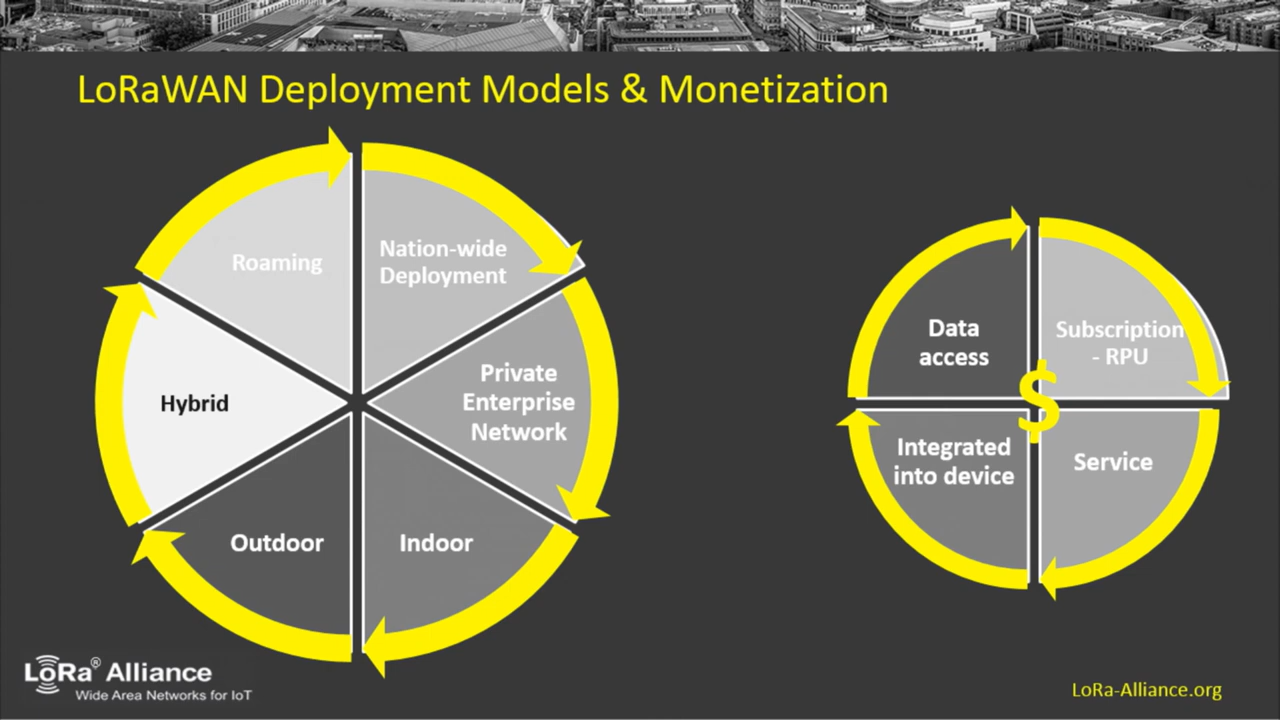 LoRaWAN Deployment Models & Monetization
Roaming
Nation-wide
Deployment
Private
Enterprise
Network
Hybrid
Outdoor
Indoor
Data
access
Subscription
- RPU
$
Integrated
into device
Service
LoRa® Alliance
Wide Area Networks for IoT
LoRa-Alliance.org